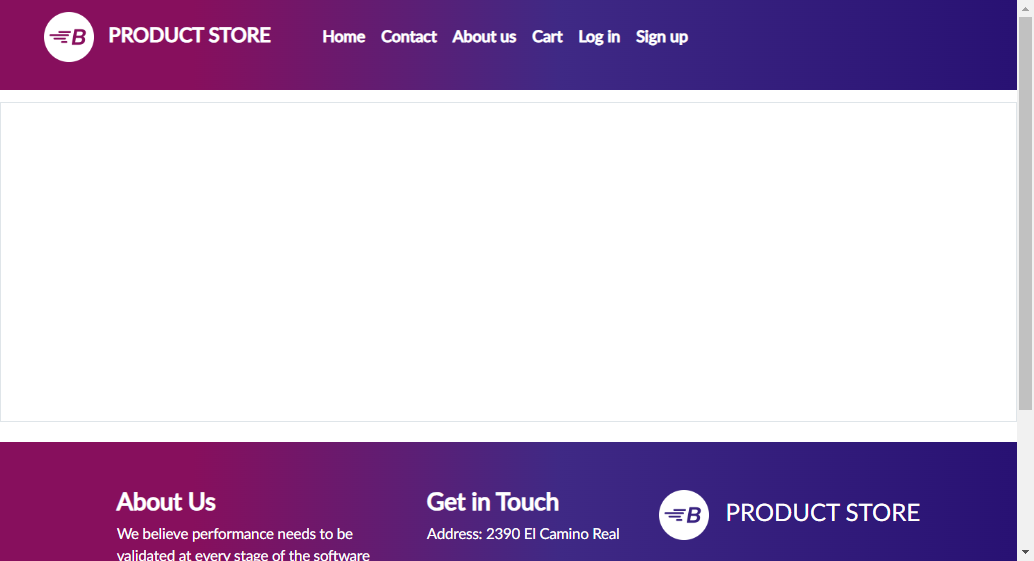 B PRODUCT STORE Home Contact About us Cart Log in Sign up
About Us
We believe performance needs to be
validated at every stage of the software
Get in Touch
Address: 2390 El Camino Real
B PRODUCT STORE